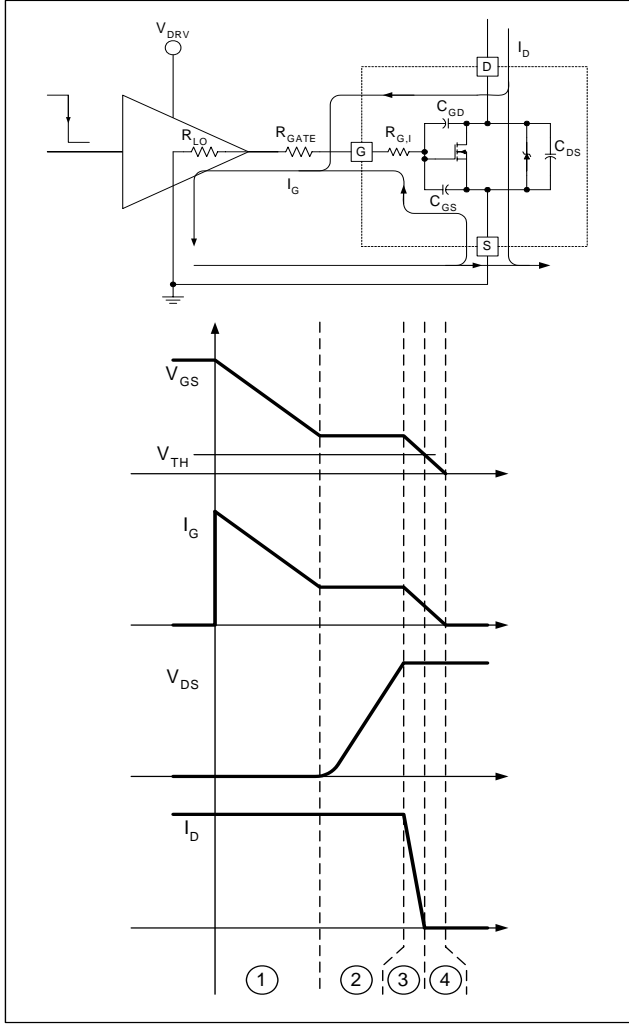 V_DRV
I_D
D
C_GD
R_LO
R_GATE
G
R_G,I
C_DS
I_G
C_GS
S
V_GS
V_TH
I_G
V_DS
I_D
1
2
3
4